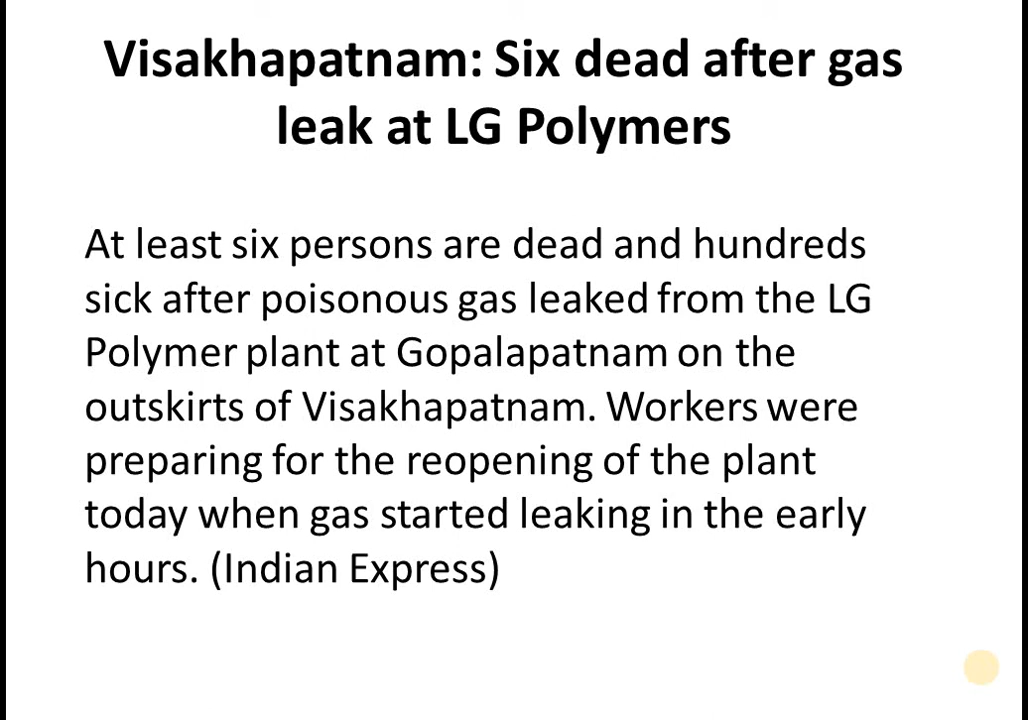 Visakhapatnam: Six dead after gas
leak at LG Polymers
At least six persons are dead and hundreds
sick after poisonous gas leaked from the LG
Polymer plant at Gopalapatnam on the
outskirts of Visakhapatnam. Workers were
preparing for the reopening of the plant
today when gas started leaking in the early
hours. (Indian Express)